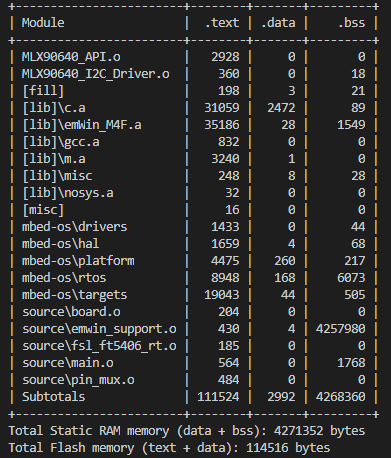 +------------------------+--------+-------+---------+
| Module                 |  .text | .data |    .bss |
+------------------------+--------+-------+---------+
| MLX90640_API.o         |   2928 |     0 |       0 |
| MLX90640_I2C_Driver.o  |    360 |     0 |      18 |
| [fill]                 |    198 |     3 |      21 |
| [lib]\c.a              |  31059 |  2472 |      89 |
| [lib]\emWin_M4F.a      |  35186 |    28 |    1549 |
| [lib]\gcc.a            |    832 |     0 |       0 |
| [lib]\m.a              |   3240 |     1 |       0 |
| [lib]\misc             |    248 |     8 |      28 |
| [lib]\nosys.a          |     32 |     0 |       0 |
| [misc]                 |     16 |     0 |       0 |
| mbed-os\drivers        |   1433 |     0 |      44 |
| mbed-os\hal            |   1659 |     4 |      68 |
| mbed-os\platform       |   4475 |   260 |     217 |
| mbed-os\rtos           |   8948 |   168 |    6073 |
| mbed-os\targets        |  19043 |    44 |     505 |
| source\board.o         |    204 |     0 |       0 |
| source\emwin_support.o |    430 |     4 | 4257980 |
| source\fsl_ft5406_rt.o |    185 |     0 |       0 |
| source\main.o          |    564 |     0 |    1768 |
| source\pin_mux.o       |    484 |     0 |       0 |
| Subtotals              | 111524 |  2992 | 4268360 |
+------------------------+--------+-------+---------+
Total Static RAM memory (data + bss): 4271352 bytes
Total Flash memory (text + data): 114516 bytes